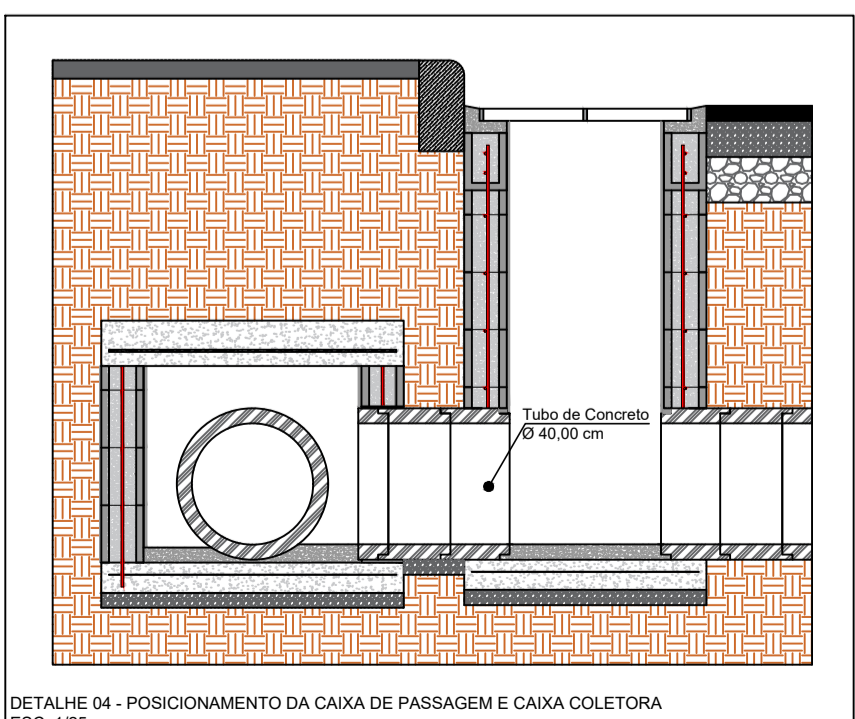 Tubo de Concreto
Ø 40,00 cm
DETALHE 04 - POSICIONAMENTO DA CAIXA DE PASSAGEM E CAIXA COLETORA